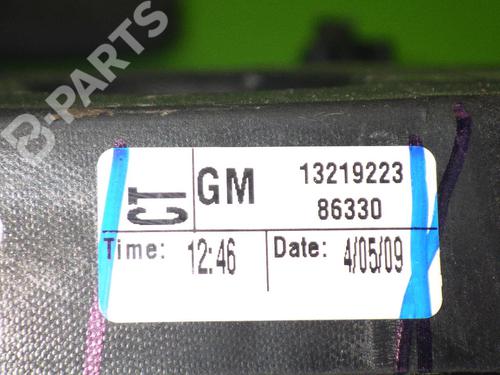 B-PARTS
CT GM 13219223
86330
Time: 12:46 Date: 4/05/09